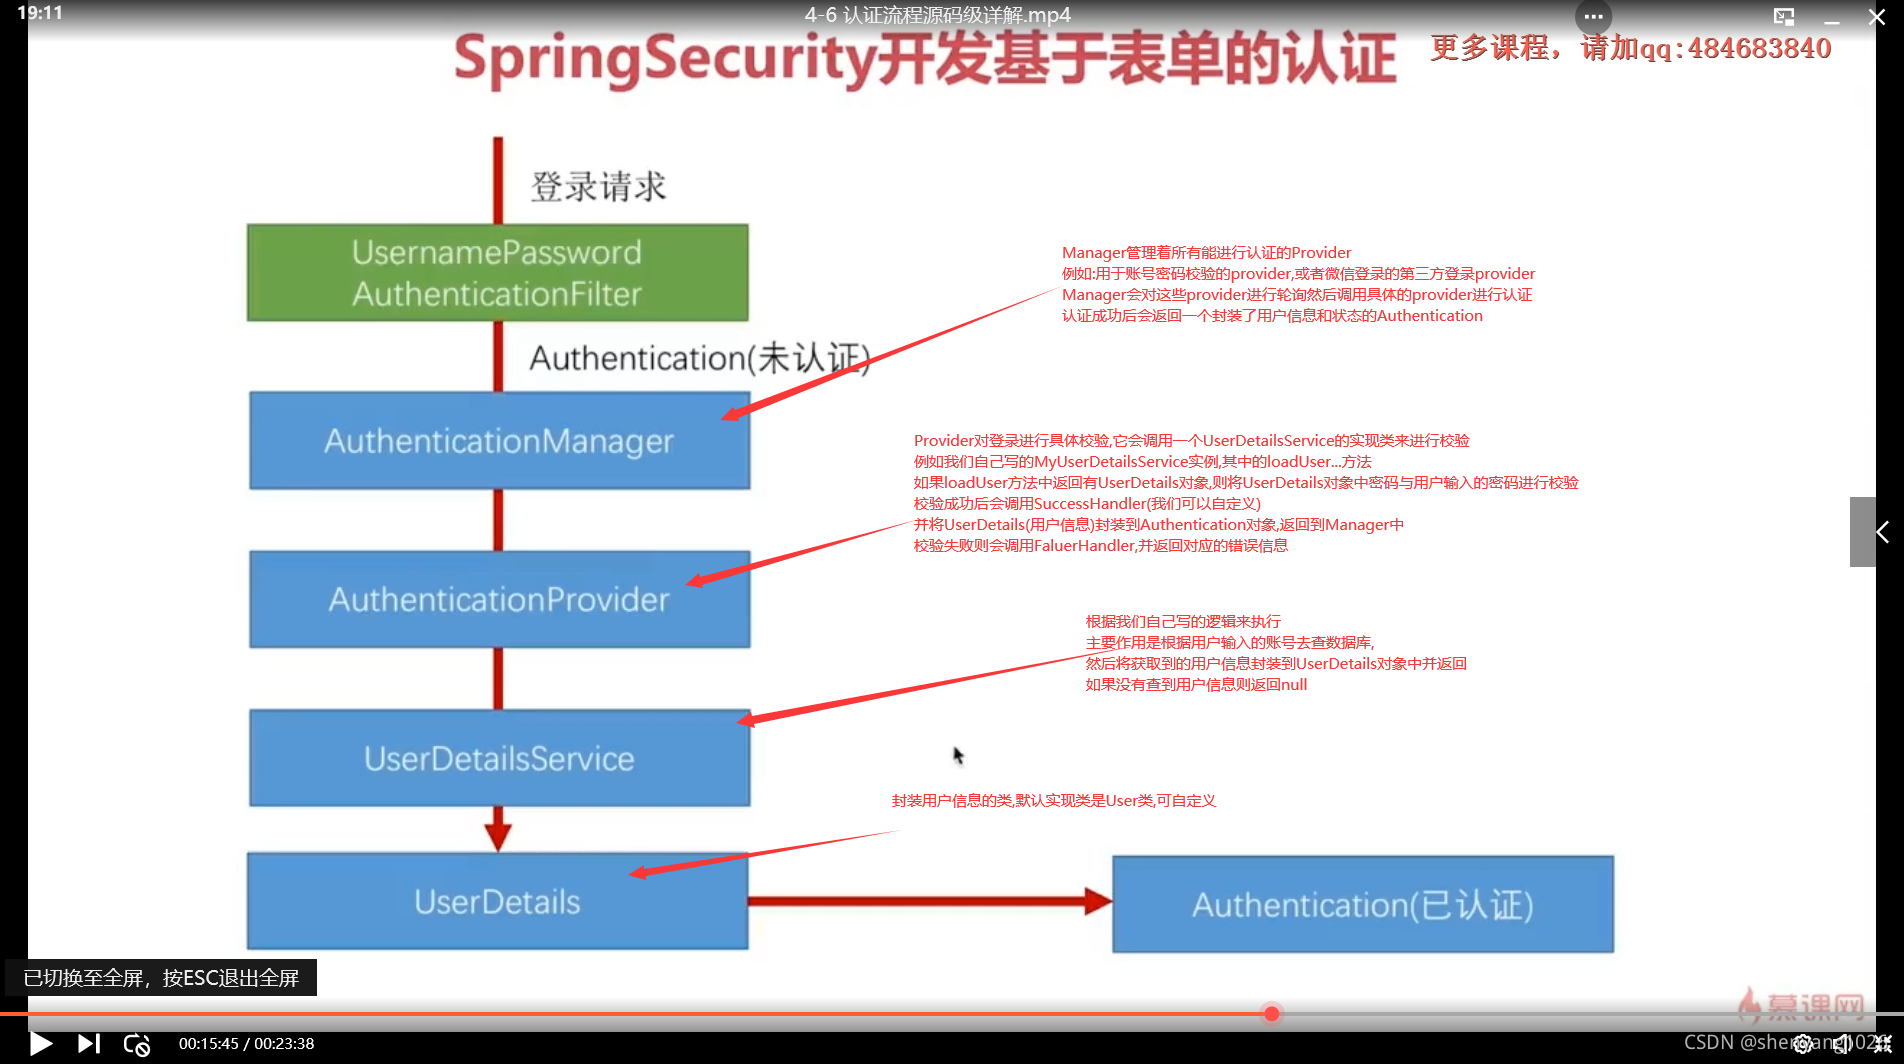 19:11
4-6 认证流程源码级详解.mp4
SpringSecurity开发基于表单的认证
更多课程，请加qq:484683840
登录请求
UsernamePassword
AuthenticationFilter
Manager管理着所有能进行认证的Provider
例如:用于账号密码校验的provider,或者微信登录的第三方登录provider
Manager会对这些provider进行轮询然后调用具体的provider进行认证
认证成功后会返回一个封装了用户信息和状态的Authentication
Authentication(未认证)
AuthenticationManager
Provider对登录进行具体校验,它会调用一个UserDetailsService的实现类来进行校验
例如我们自己写的MyUserDetailsService实例,其中的loadUser...方法
如果loadUser方法中返回有UserDetails对象,则将UserDetails对象中密码与用户输入的密码进行校验
校验成功后会调用SuccessHandler(我们可以自定义)
并将UserDetails(用户信息)封装到Authentication对象,返回到Manager中
校验失败则会调用FaluerHandler,并返回对应的错误信息
AuthenticationProvider
根据我们自己写的逻辑来执行
主要作用是根据用户输入的账号去查数据库,
然后将获取到的用户信息封装到UserDetails对象中并返回
如果没有查到用户信息则返回null
UserDetailsService
封装用户信息的类,默认实现类是User类,可自定义
UserDetails
Authentication(已认证)
已切换至全屏，按ESC退出全屏
慕课网
00:15:45 / 00:23:38
CSDN